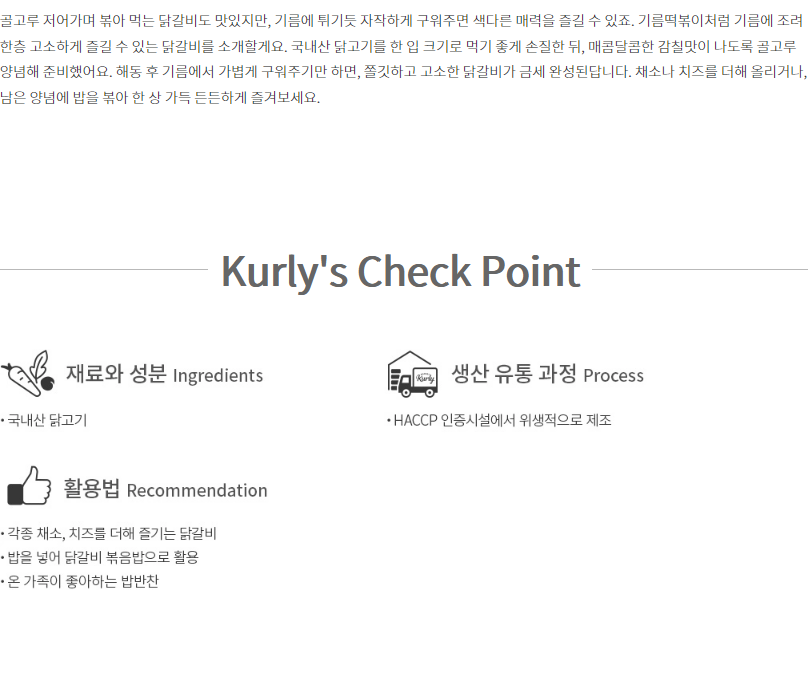 골고루 저어가며 볶아 먹는 닭갈비도 맛있지만, 기름에 튀기듯 자작하게 구워주면 색다른 매력을 즐길 수 있죠. 기름떡볶이처럼 기름에 조려
한층 고소하게 즐길 수 있는 닭갈비를 소개할게요. 국내산 닭고기를 한 입 크기로 먹기 좋게 손질한 뒤, 매콤달콤한 감칠맛이 나도록 골고루
양념해 준비했어요. 해동 후 기름에서 가볍게 구워주기만 하면, 쫄깃하고 고소한 닭갈비가 금세 완성된답니다. 채소나 치즈를 더해 올리거나,
남은 양념에 밥을 볶아 한 상 가득 든든하게 즐겨보세요.
Kurly's Check Point
재료와 성분 Ingredients
• 국내산 닭고기
Kurly
생산 유통 과정 Process
• HACCP 인증시설에서 위생적으로 제조
활용법 Recommendation
• 각종 채소, 치즈를 더해 즐기는 닭갈비
• 밥을 넣어 닭갈비 볶음밥으로 활용
• 온 가족이 좋아하는 밥반찬